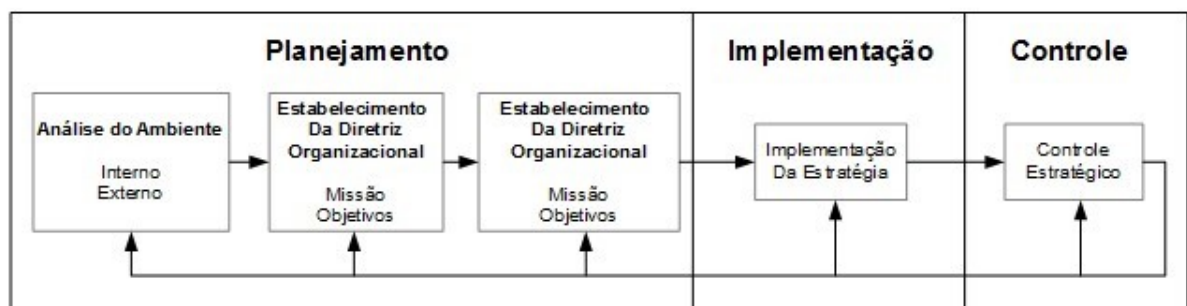 Planejamento
Implementação
Controle
Análise do Ambiente
Interno
Externo
Estabelecimento
Da Diretriz
Organizacional
Missão
Objetivos
Estabelecimento
Da Diretriz
Organizacional
Missão
Objetivos
Implementação
Da Estratégia
Controle
Estratégico